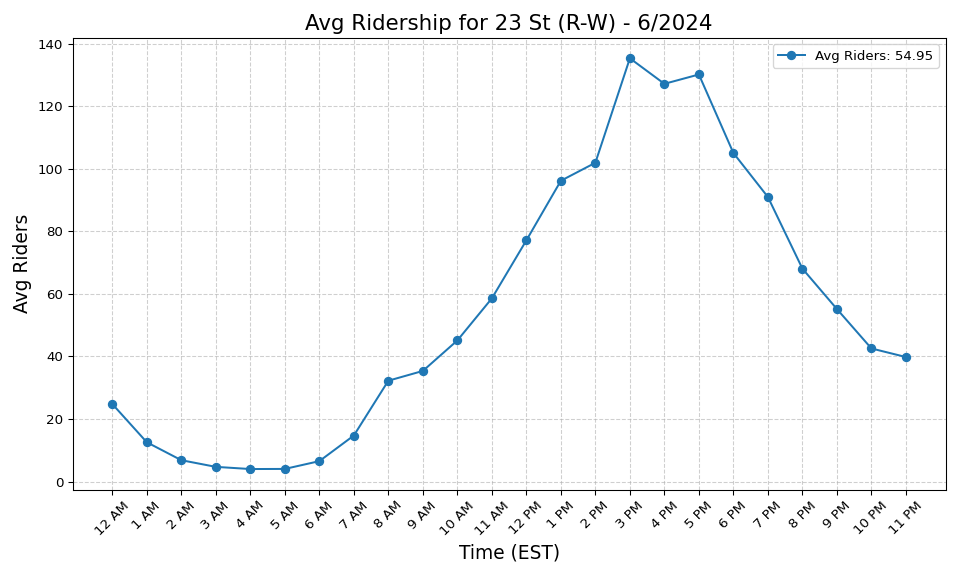 Avg Ridership for 23 St (R-W) - 6/2024
Avg Riders: 54.95
Avg Riders
140
120
100
80
60
40
20
0
12 AM
1 AM
2 AM
3 AM
4 AM
5 AM
6 AM
7 AM
8 AM
9 AM
10 AM
11 AM
12 PM
1 PM
2 PM
3 PM
4 PM
5 PM
6 PM
7 PM
8 PM
9 PM
10 PM
11 PM
Time (EST)